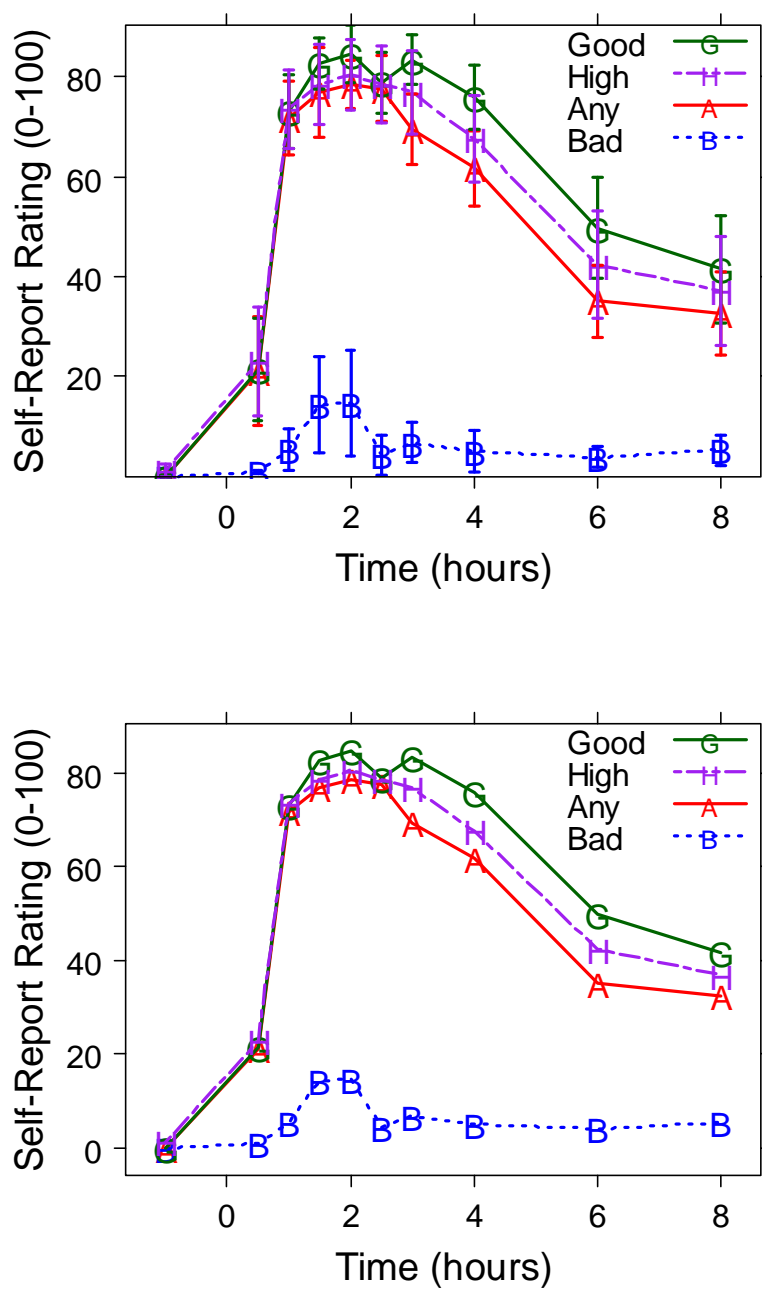 Good G
High H
Any A
Bad B
80
60
40
20
Self-Report Rating (0-100)
0 2 4 6 8
Time (hours)
Good G
High H
Any A
Bad B
80
60
40
20
0
Self-Report Rating (0-100)
0 2 4 6 8
Time (hours)